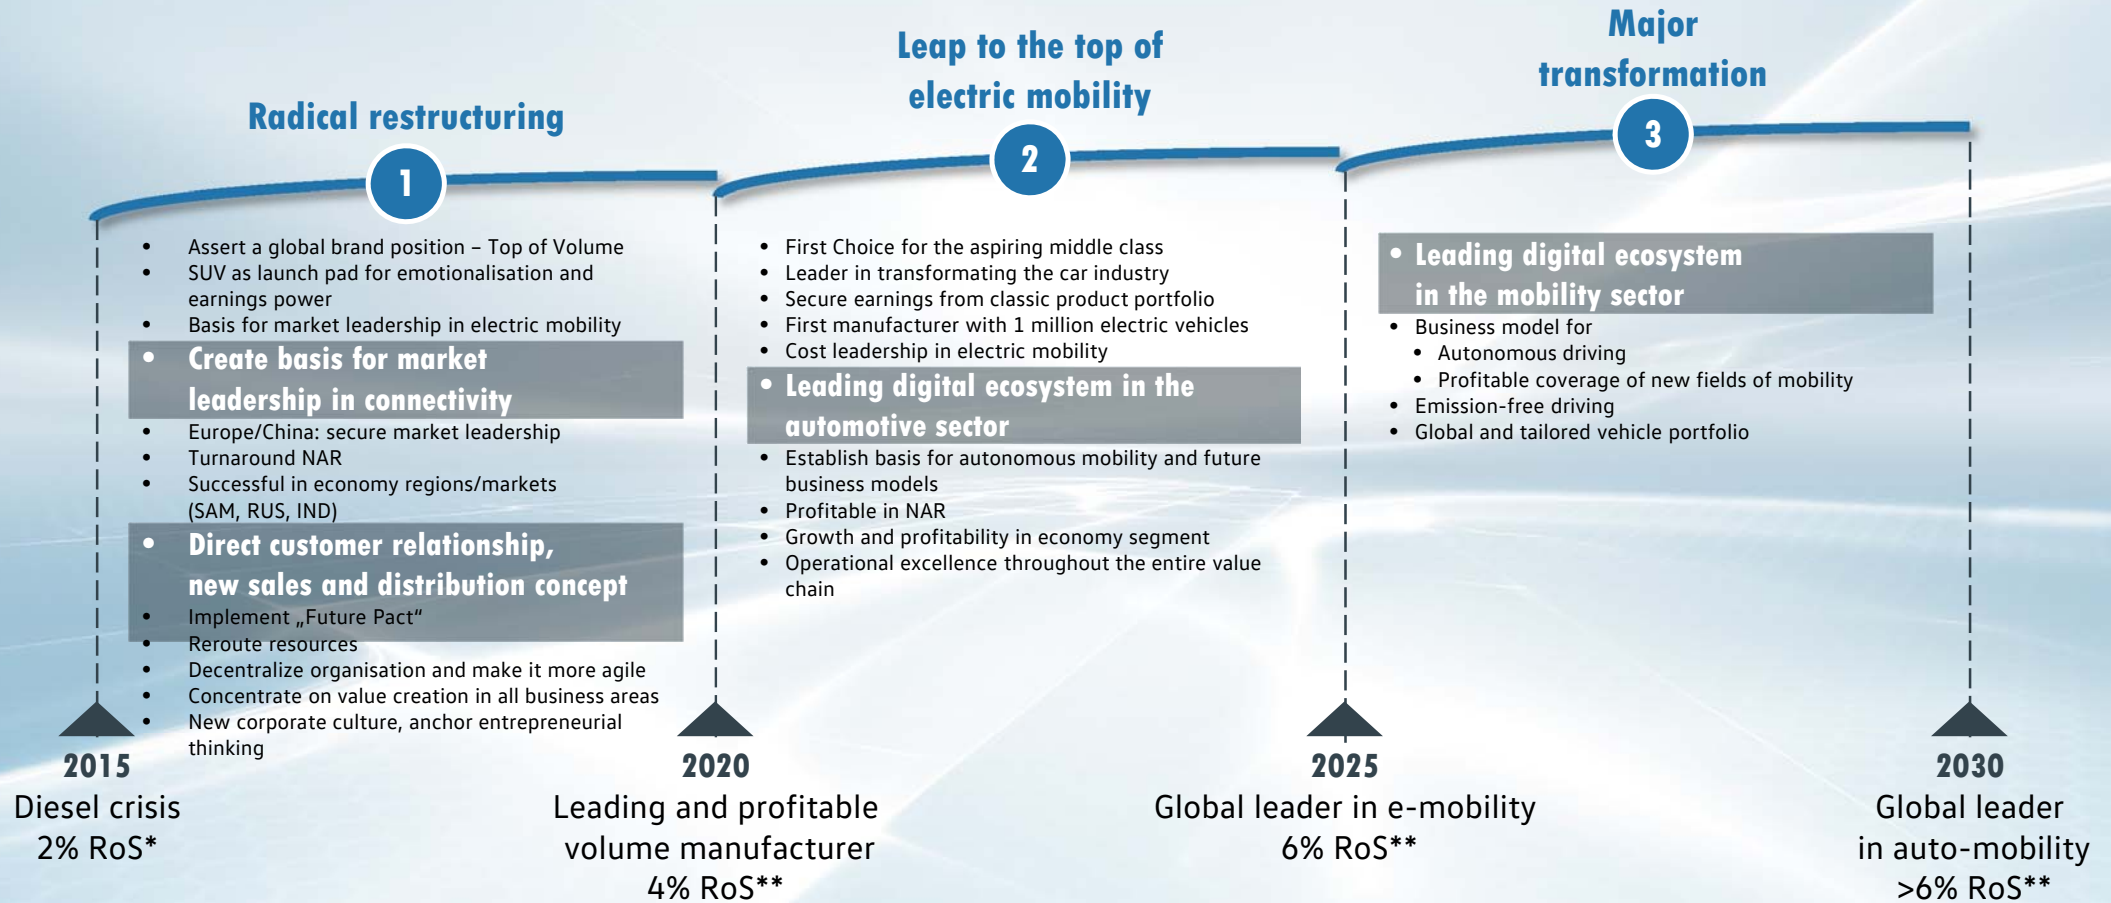 Radical restructuring
1
• Assert a global brand position – Top of Volume
• SUV as launch pad for emotionalisation and
earnings power
• Basis for market leadership in electric mobility
• Create basis for market
leadership in connectivity
• Europe/China: secure market leadership
• Turnaround NAR
• Successful in economy regions/markets
(SAM, RUS, IND)
• Direct customer relationship,
new sales and distribution concept
• Implement „Future Pact“
• Reroute resources
• Decentralize organisation and make it more agile
• Concentrate on value creation in all business areas
• New corporate culture, anchor entrepreneurial
thinking
Leap to the top of
electric mobility
2
• First Choice for the aspiring middle class
• Leader in transformating the car industry
• Secure earnings from classic product portfolio
• First manufacturer with 1 million electric vehicles
• Cost leadership in electric mobility
• Leading digital ecosystem in the
automotive sector
• Establish basis for autonomous mobility and future
business models
• Profitable in NAR
• Growth and profitability in economy segment
• Operational excellence throughout the entire value
chain
Major
transformation
3
• Leading digital ecosystem
in the mobility sector
• Business model for
• Autonomous driving
• Profitable coverage of new fields of mobility
• Emission-free driving
• Global and tailored vehicle portfolio
2015
Diesel crisis
2% RoS*
2020
Leading and profitable
volume manufacturer
4% RoS**
2025
Global leader in e-mobility
6% RoS**
2030
Global leader
in auto-mobility
>6% RoS**